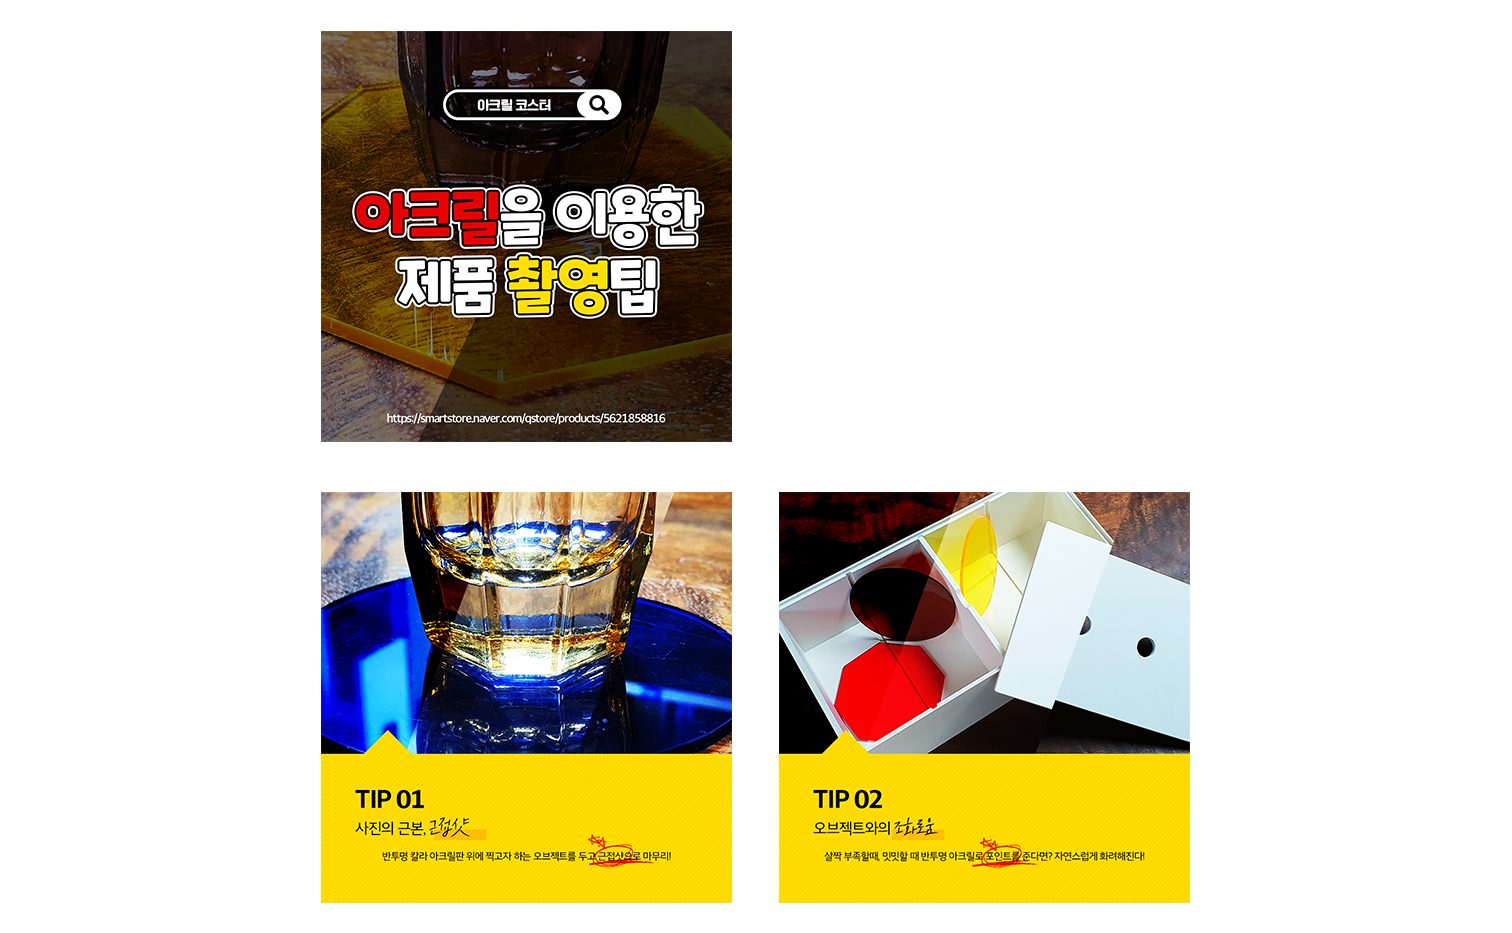 아크릴 코스터
아크릴을 이용한
제품 촬영팁
https://smartstore.naver.com/qstore/products/5621858816
TIP 01
사진의 근본, 근접샷
반투명 칼라 아크릴판 위에 찍고자 하는 오브젝트를 두고 근접샷으로 마무리!
TIP 02
오브젝트와의 조화로움
살짝 부족할때, 밋밋할 때 반투명 아크릴로 포인트를 준다면? 자연스럽게 화려해진다!